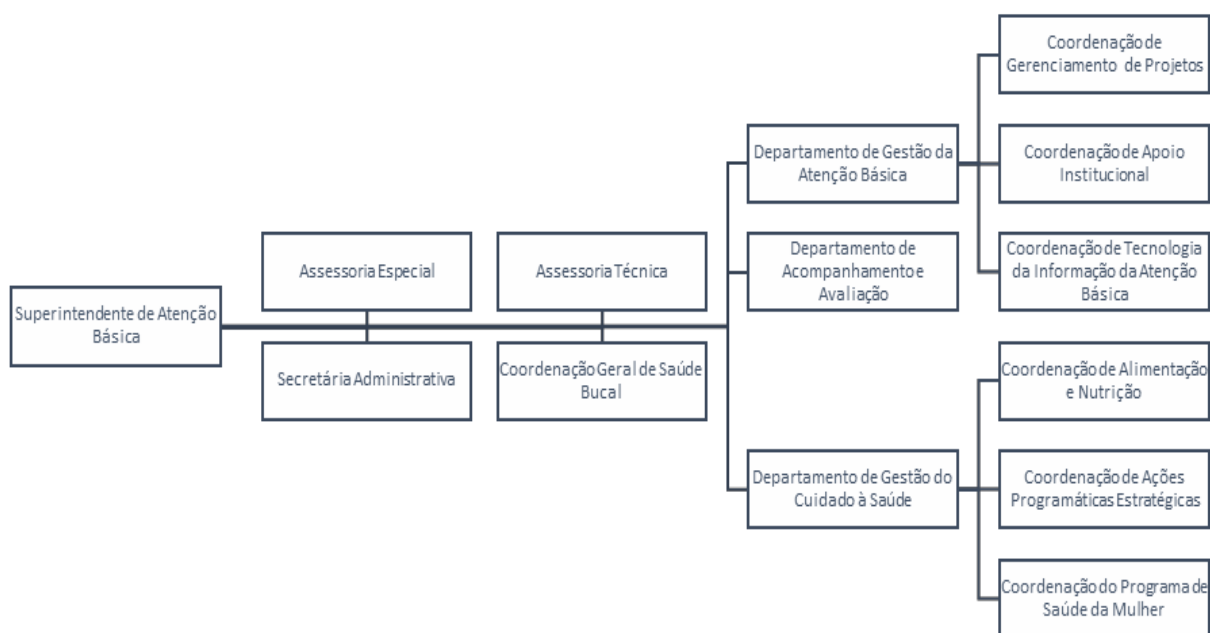 Superintendente de Atenção
Básica
Assessoria Especial
Secretária Administrativa
Assessoria Técnica
Coordenação Geral de Saúde
Bucal
Departamento de Gestão da
Atenção Básica
Departamento de
Acompanhamento e
Avaliação
Departamento de Gestão do
Cuidado à Saúde
Coordenação de
Gerenciamento de Projetos
Coordenação de Apoio
Institucional
Coordenação de Tecnologia
da Informação da Atenção
Básica
Coordenação de Alimentação
e Nutrição
Coordenação de Ações
Programáticas Estratégicas
Coordenação do Programa de
Saúde da Mulher